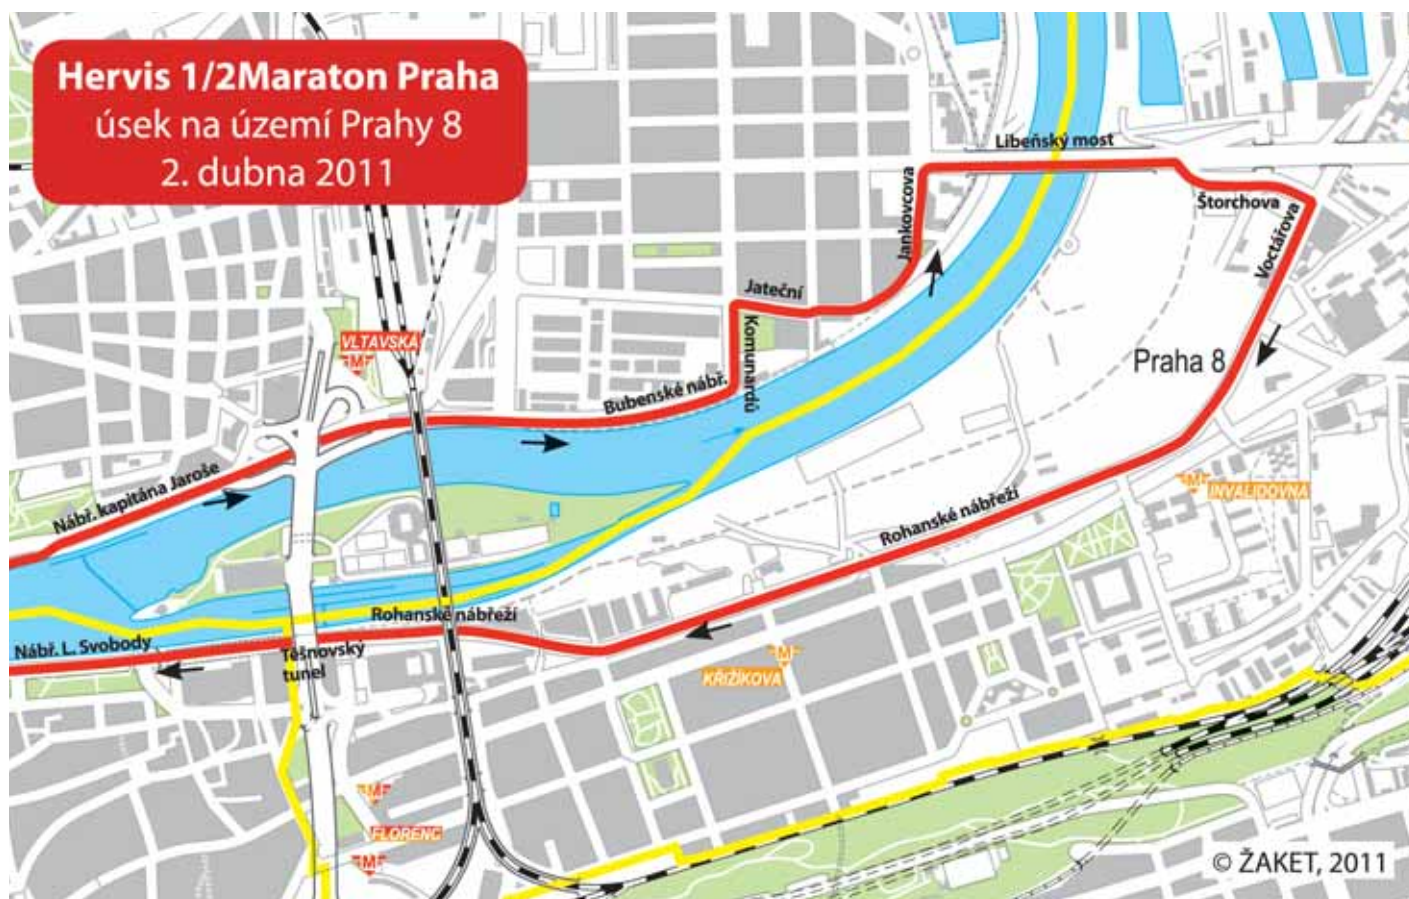 Hervis 1/2Maraton Praha
úsek na území Prahy 8
2. dubna 2011
Libeňský most
Jankovcova
Štorchova
Voctářova
Jateční
Komunardů
VLTAVSKÁ
M
Praha 8
Bubenské nábř.
Nábř. kapitána Jaroše
M
INVALIDOVNA
Rohanské nábřeží
Rohanské nábřeží
Nábř. L. Svobody
Těšnovský
tunel
M
KŘIŽÍKOVA
M
FLORENC
M
© ŽAKET, 2011